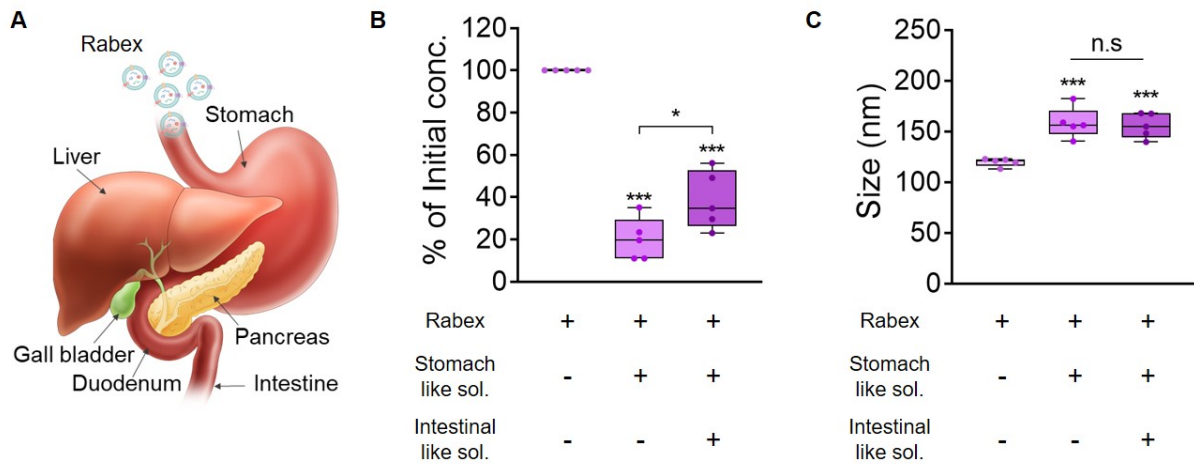 A
Rabex
Stomach
Liver
Pancreas
Gall bladder
Duodenum
Intestine
B
% of Initial conc.
120
100
80
60
40
20
0
*
***
***
Rabex + + +
Stomach
like sol. - + +
Intestinal
like sol. - - +
C
Size (nm)
250
200
150
100
50
0
n.s
***
***
Rabex + + +
Stomach
like sol. - + +
Intestinal
like sol. - - +